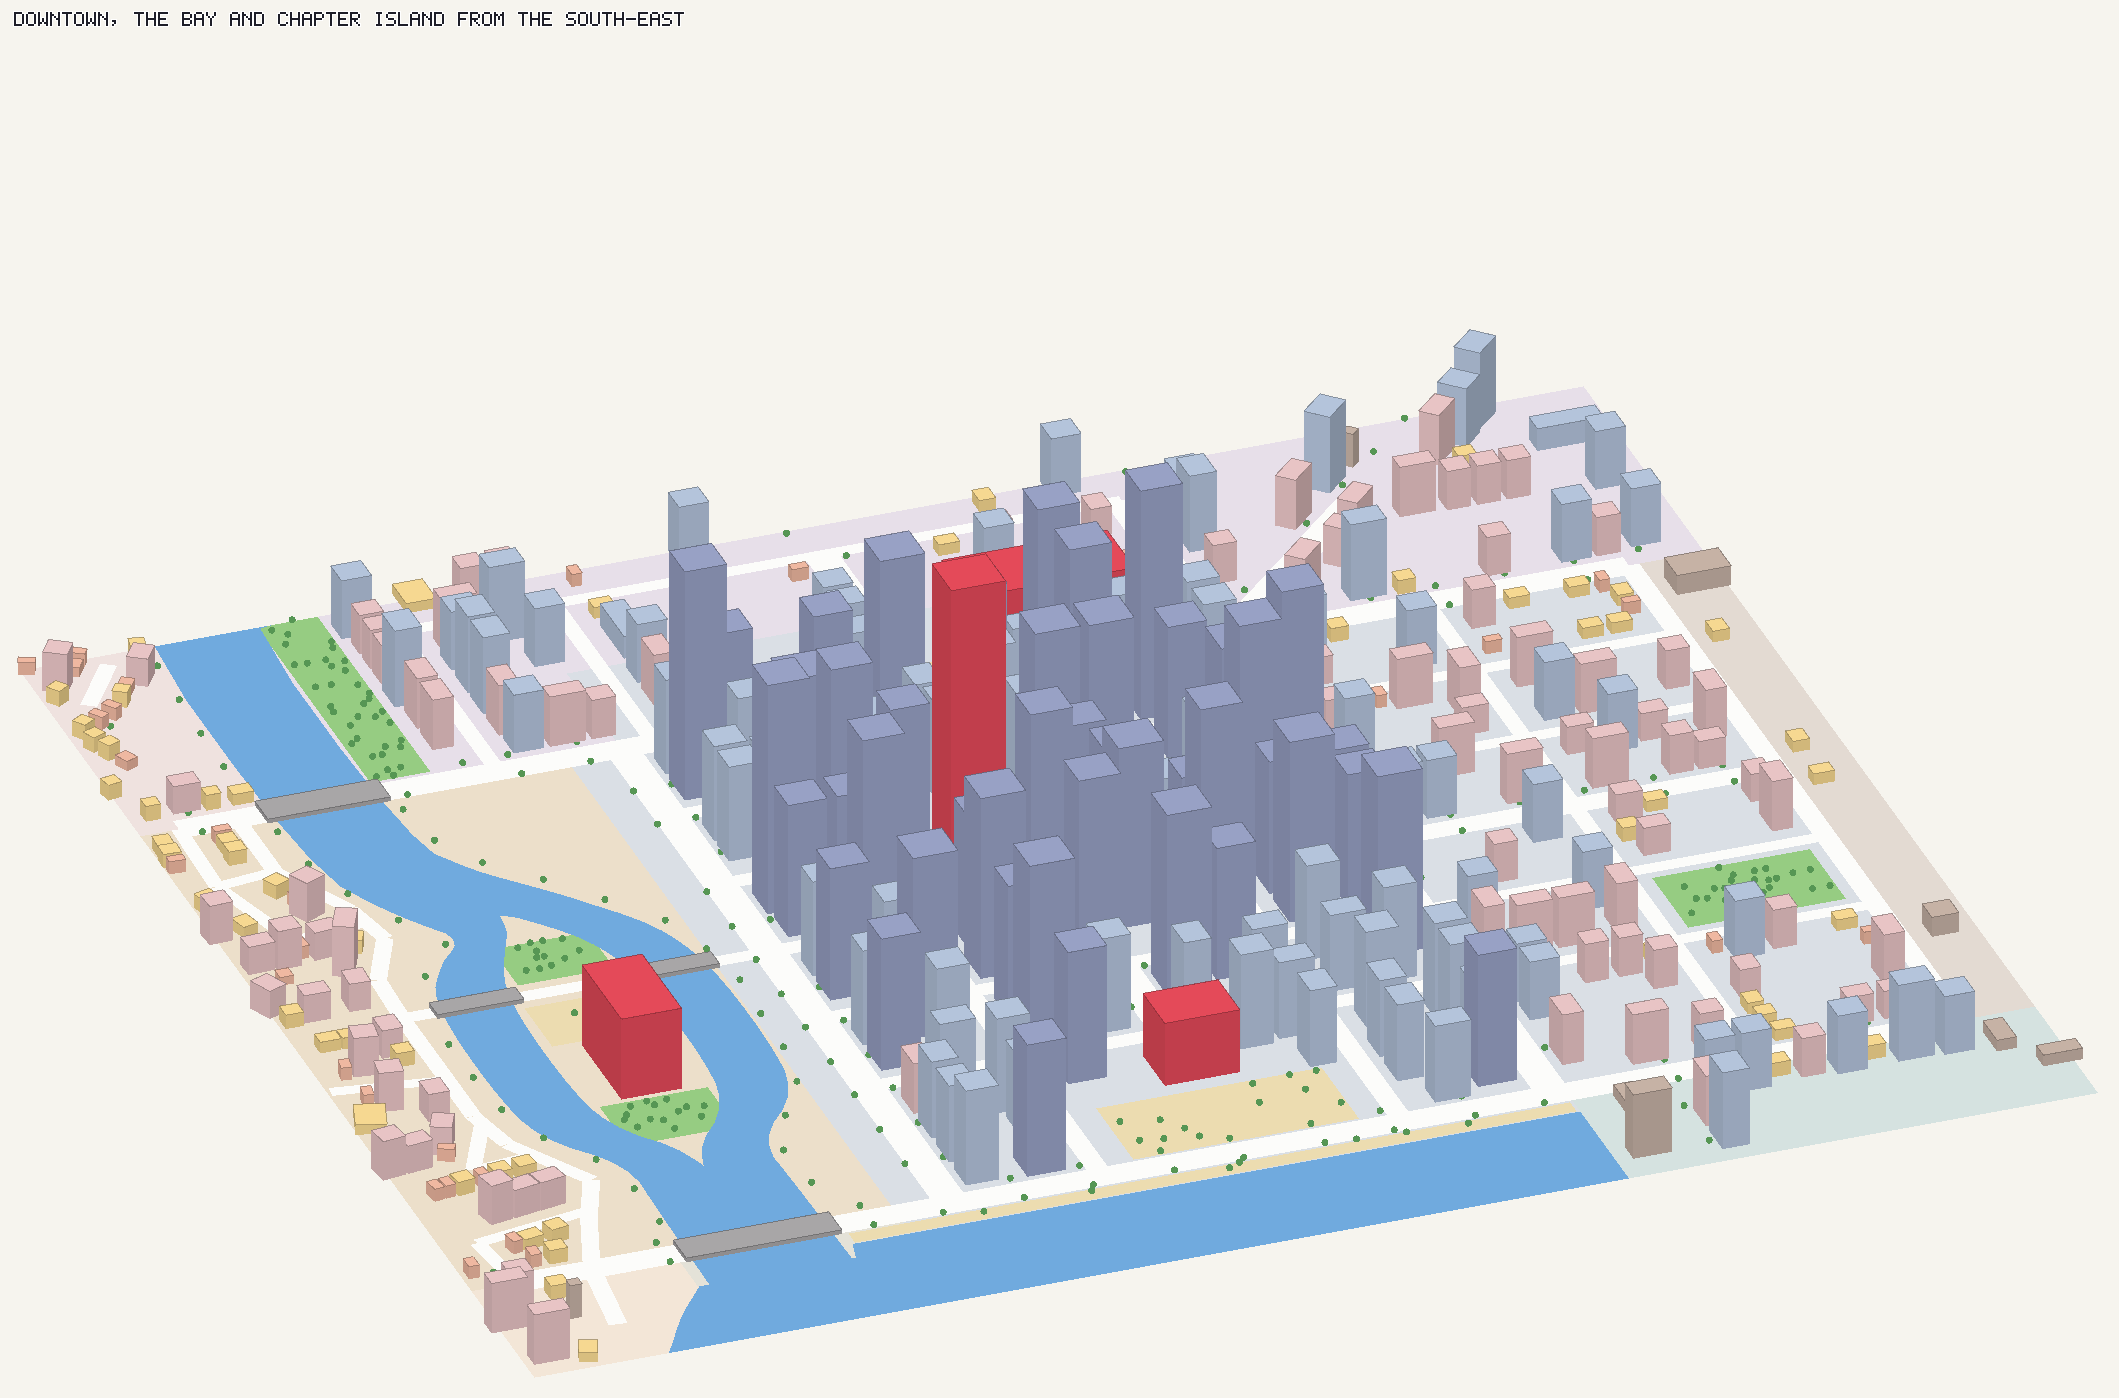 DOWNTOWN, THE BAY AND CHAPTER ISLAND FROM THE SOUTH-EAST